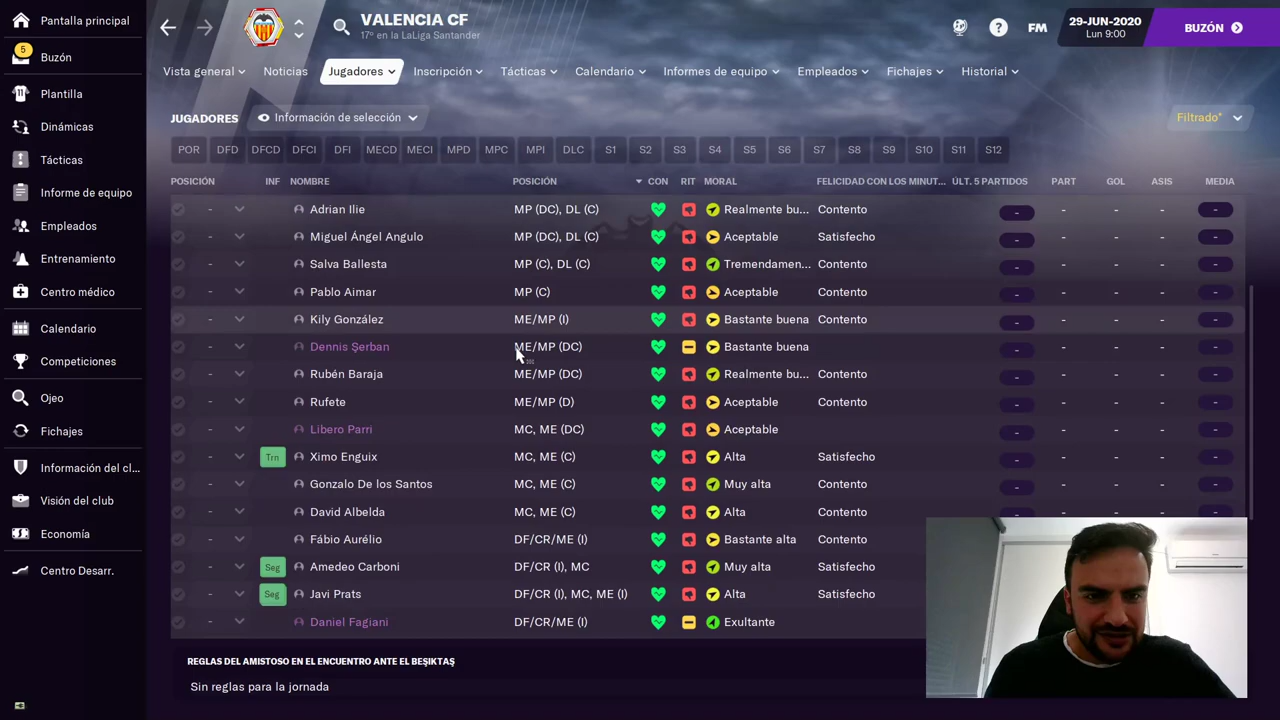 Pantalla principal
5
Buzón
Plantilla
Dinámicas
Tácticas
Informe de equipo
Empleados
Entrenamiento
Centro médico
Calendario
Competiciones
Ojeo
Fichajes
Información del cl...
Visión del club
Economía
Centro Desarr.
VALENCIA CF
17º en la LaLiga Santander
FM
29-JUN-2020
Lun 9:00
BUZÓN
Vista general
Noticias
Jugadores
Inscripción
Tácticas
Calendario
Informes de equipo
Empleados
Fichajes
Historial
JUGADORES
Información de selección
Filtrado*
POR DFD DFCD DFCI DFI MECD MECI MPD MPC MPI DLC S1 S2 S3 S4 S5 S6 S7 S8 S9 S10 S11 S12
POSICIÓN INF NOMBRE POSICIÓN CON RIT MORAL FELICIDAD CON LOS MINUT... ÚLT. 5 PARTIDOS PART GOL ASIS MEDIA
- Adrian Ilie MP (DC), DL (C) Realmente bu... Contento - - - - -
- Miguel Ángel Angulo MP (DC), DL (C) Aceptable Satisfecho - - - - -
- Salva Ballesta MP (C), DL (C) Tremendamen... Contento - - - - -
- Pablo Aimar MP (C) Aceptable Contento - - - - -
- Kily González ME/MP (I) Bastante buena Contento - - - - -
- Dennis Şerban ME/MP (DC) Bastante buena - - - - -
- Rubén Baraja ME/MP (DC) Realmente bu... Contento - - - - -
- Rufete ME/MP (D) Aceptable Contento - - - - -
- Libero Parri MC, ME (DC) Aceptable - - - - -
- Trn Ximo Enguix MC, ME (C) Alta Satisfecho - - - - -
- Gonzalo De los Santos MC, ME (C) Muy alta Contento - - - - -
- David Albelda MC, ME (C) Alta Contento - - - - -
- Fábio Aurélio DF/CR/ME (I) Bastante alta Contento
- Seg Amedeo Carboni DF/CR (I), MC Muy alta Satisfecho
- Seg Javi Prats DF/CR (I), MC, ME (I) Alta Satisfecho
- Daniel Fagiani DF/CR/ME (I) Exultante
REGLAS DEL AMISTOSO EN EL ENCUENTRO ANTE EL BEŞIKTAŞ
Sin reglas para la jornada